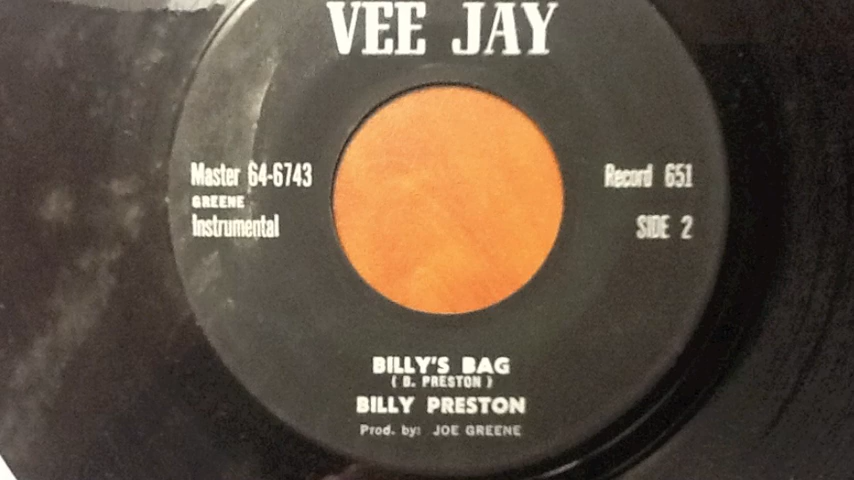 VEE JAY
Master 64-6743
GREENE
Instrumental
Record 651
SIDE 2
BILLY'S BAG
( B. PRESTON )
BILLY PRESTON
Prod. by: JOE GREENE